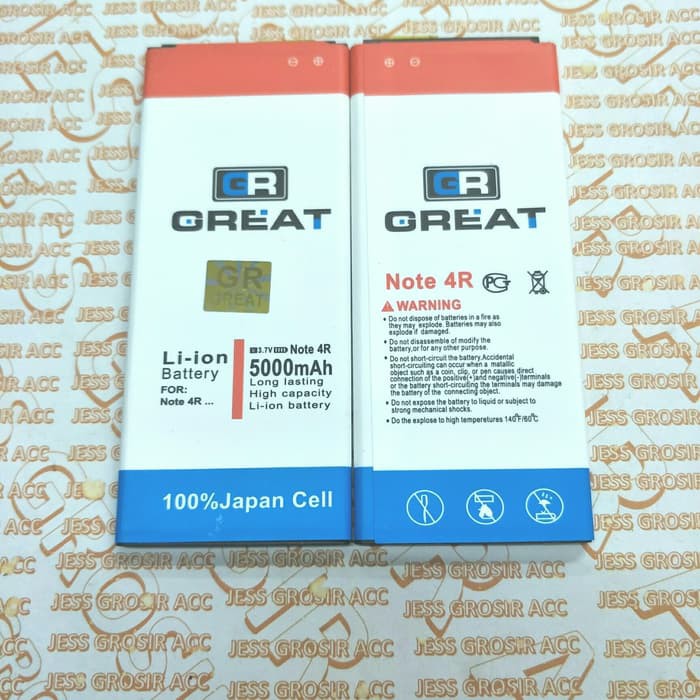 GR
GREAT
GR
GREAT
3.7V Note 4R
Li-ion
Battery
FOR:
Note 4R ...
5000mAh
Long lasting
High capacity
Li-ion battery
100%Japan Cell
GR
GREAT
Note 4R PG
WARNING
• Do not dispose of batteries in a fire as
they may explode. Batteries may also
explode if damaged.
• Do not disassemble of modify the
battery,or for any other purpose.
• Do not short-circuit the battery.Accidental
short-circuiting can occur when a matallic
object such as a coin, clip, or pen causes direct
connection of the positive(+)and negative(-)terminals
or the battery short-circuiting the terminals may damage
the battery of the connecting object.
• Do not expose the battery to liquid or subject to
strong mechanical shocks.
• Do the explose to high temperetures 140°F/60°C
JESS GROSIR ACC